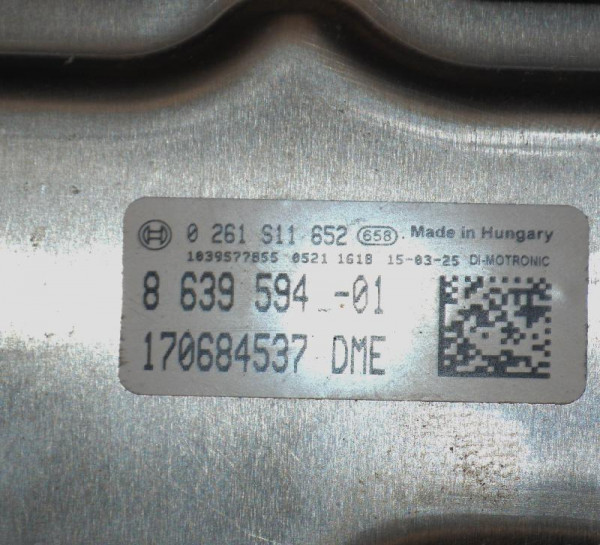 0 261 S11 652 658 Made in Hungary
1039S77855 0521 1618 15-03-25 DI-MOTRONIC
8 639 594 -01
170684537 DME